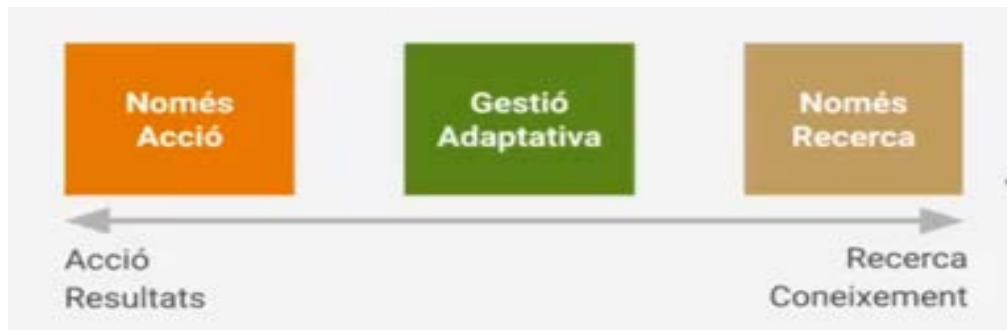 Només
Acció
Gestió
Adaptativa
Només
Recerca
Acció
Resultats
Recerca
Coneixement